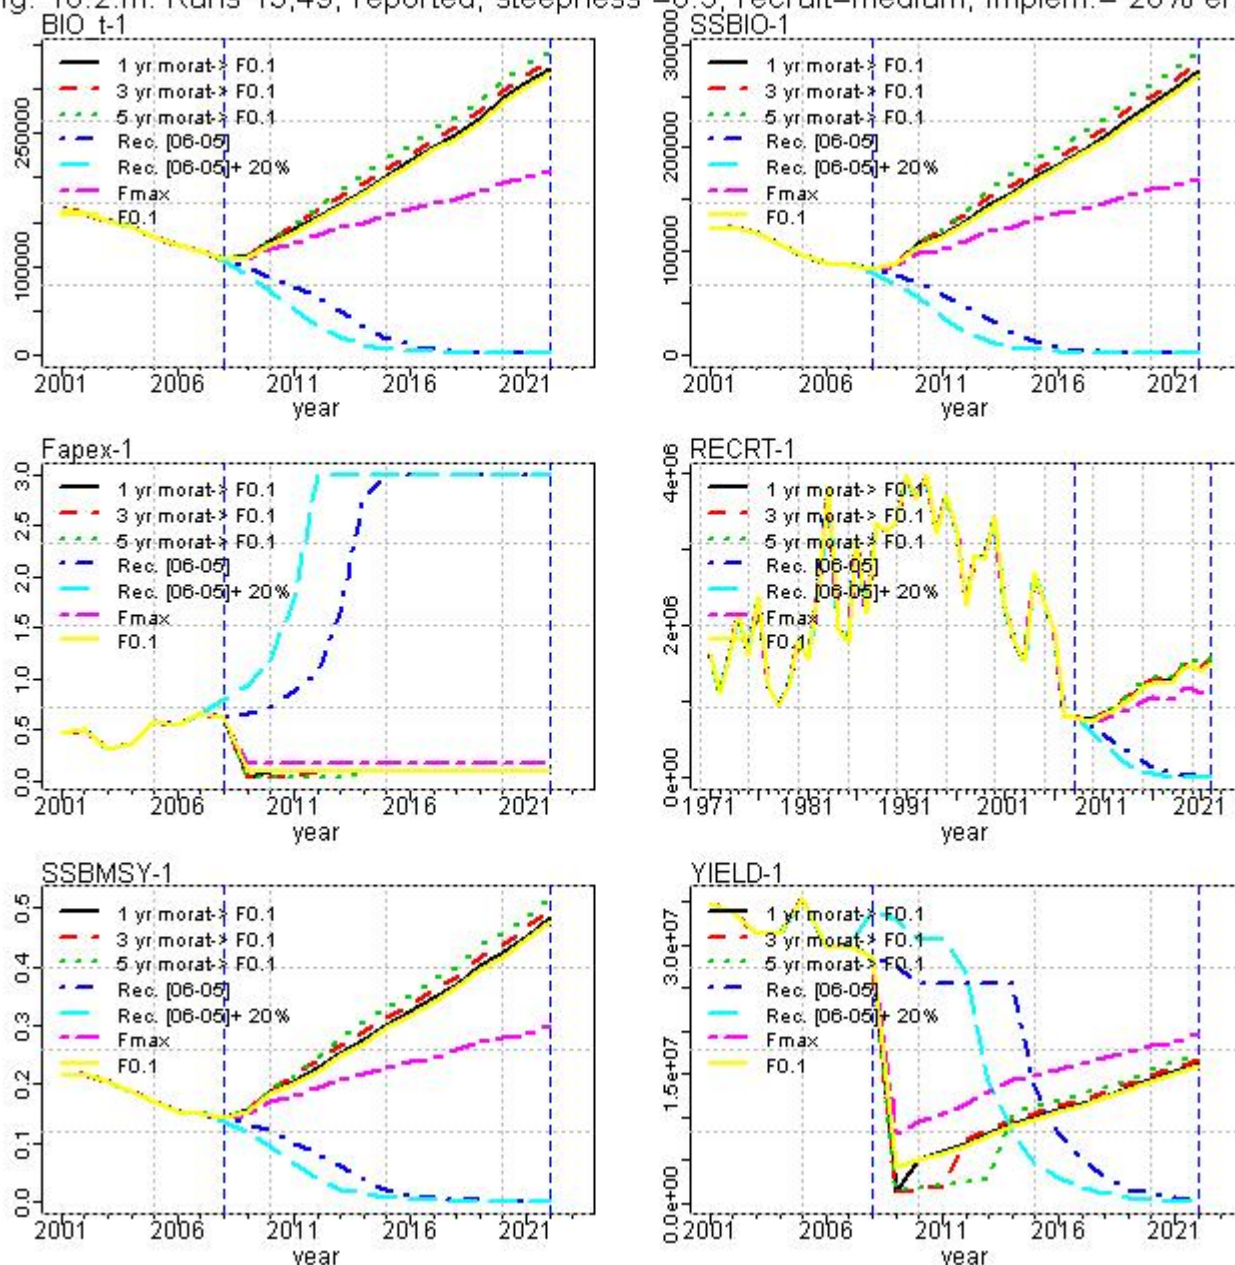 g. 10.2.m. Runs 15,49, reported, steepness =0.5, recruit=medium, implem.= 20% er
BIO_t-1
1 yr morat-> F0.1
3 yr morat-> F0.1
5 yr morat-> F0.1
Rec. [06-05]
Rec. [06-05]+ 20%
Fmax
F0.1
0 100000 250000
2001 2006 2011 2016 2021
year
SSBIO-1
1 yr morat-> F0.1
3 yr morat-> F0.1
5 yr morat-> F0.1
Rec. [06-05]
Rec. [06-05]+ 20%
Fmax
F0.1
0 100000 200000 300000
2001 2006 2011 2016 2021
year
Fapex-1
1 yr morat-> F0.1
3 yr morat-> F0.1
5 yr morat-> F0.1
Rec. [06-05]
Rec. [06-05]+ 20%
Fmax
F0.1
0.0 0.5 1.0 1.5 2.0 2.5 3.0
2001 2006 2011 2016 2021
year
RECRT-1
1 yr morat-> F0.1
3 yr morat-> F0.1
5 yr morat-> F0.1
Rec. [06-05]
Rec. [06-05]+ 20%
Fmax
F0.1
0e+00 2e+06 4e+06
1971 1981 1991 2001 2011 2021
year
SSBMSY-1
1 yr morat-> F0.1
3 yr morat-> F0.1
5 yr morat-> F0.1
Rec. [06-05]
Rec. [06-05]+ 20%
Fmax
F0.1
0.0 0.1 0.2 0.3 0.4 0.5
2001 2006 2011 2016 2021
year
YIELD-1
1 yr morat-> F0.1
3 yr morat-> F0.1
5 yr morat-> F0.1
Rec. [06-05]
Rec. [06-05]+ 20%
Fmax
F0.1
0.0e+00 1.5e+07 3.0e+07
2001 2006 2011 2016 2021
year